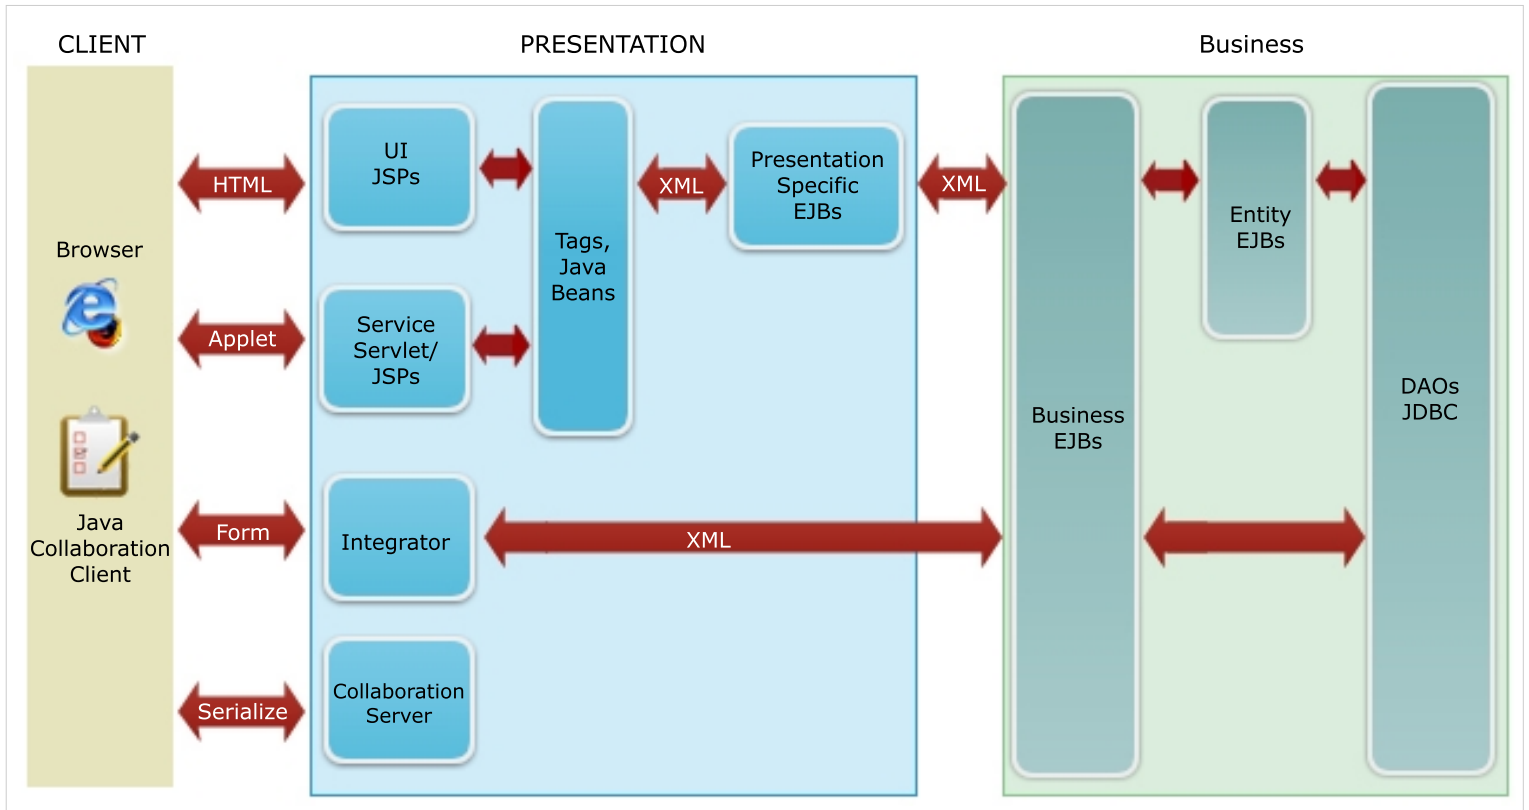 CLIENT
PRESENTATION
Business
Browser
Java
Collaboration
Client
HTML
Applet
Form
Serialize
UI
JSPs
Service
Servlet/
JSPs
Integrator
Collaboration
Server
Tags,
Java
Beans
XML
Presentation
Specific
EJBs
XML
XML
Business
EJBs
Entity
EJBs
DAOs
JDBC